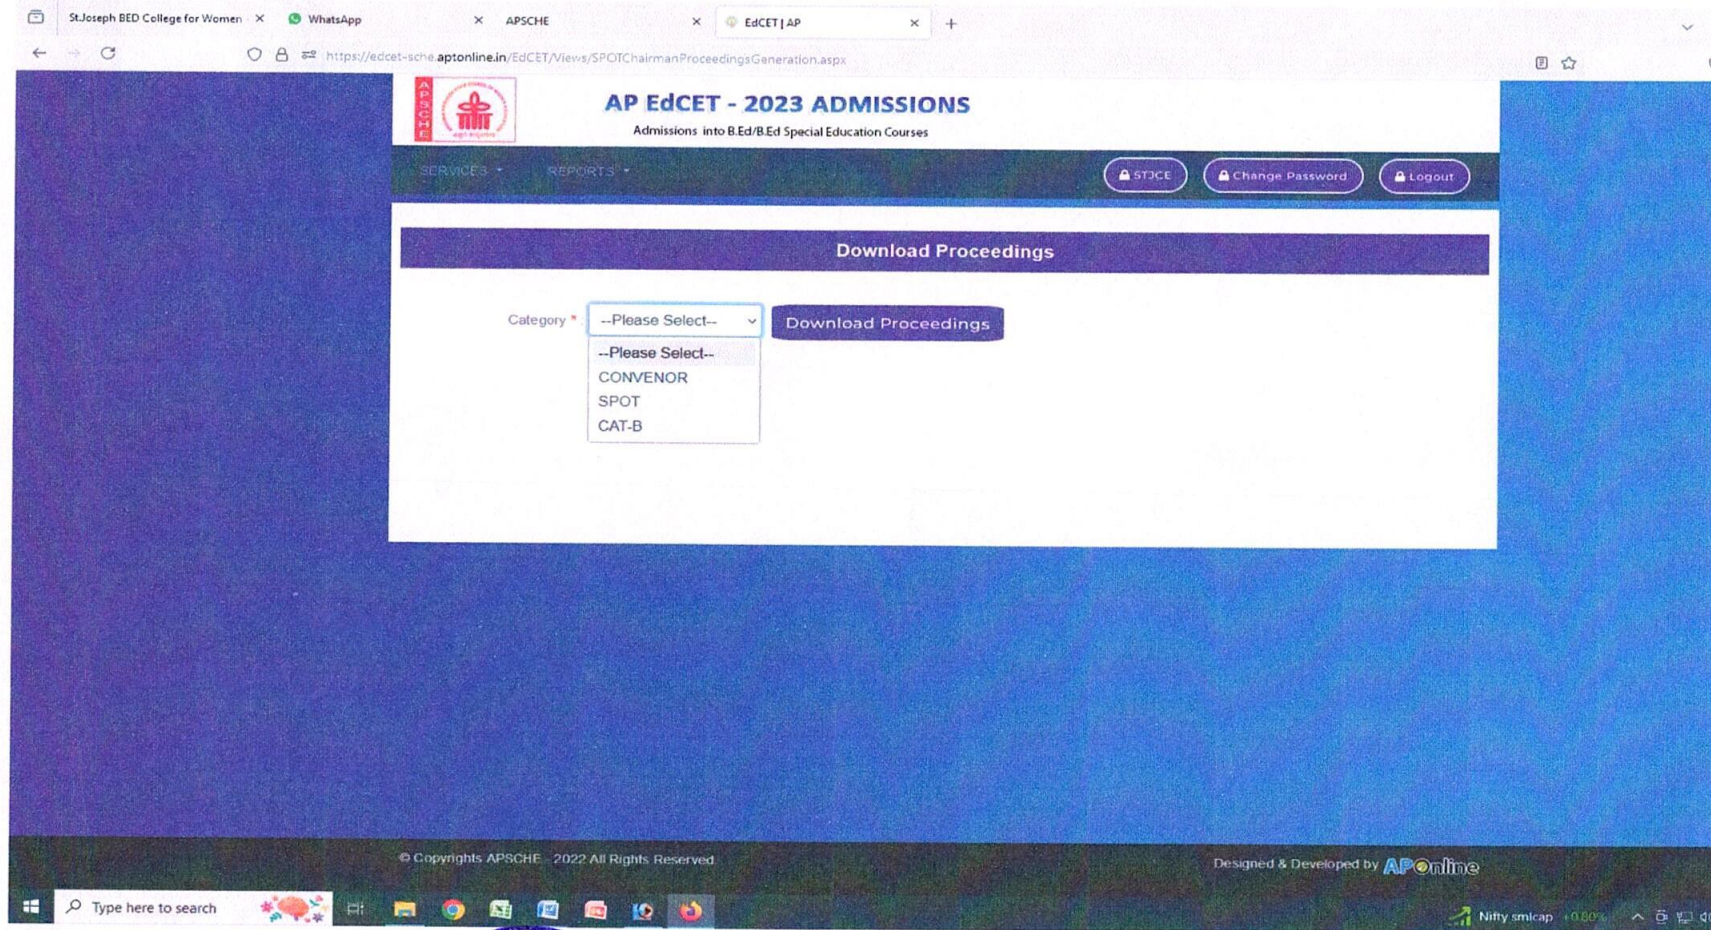 St.Joseph BED College for Women
WhatsApp
APSCHE
EdCET | AP
https://edcet-sche.aptonline.in/EdCET/Views/SPOTChairmanProceedingsGeneration.aspx
APSCHE
AP EdCET - 2023 ADMISSIONS
Admissions into B.Ed/B.Ed Special Education Courses
SERVICES
REPORTS
STJCE
Change Password
Logout
Download Proceedings
Category * :
--Please Select--
Download Proceedings
--Please Select--
CONVENOR
SPOT
CAT-B
© Copyrights APSCHE - 2022 All Rights Reserved.
Designed & Developed by APOnline
Type here to search
Nifty smlcap +0.80%